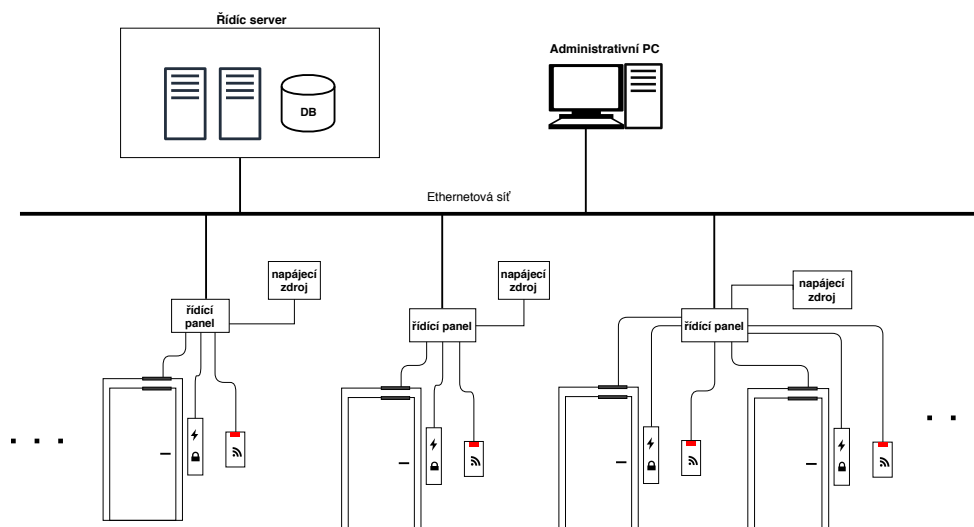 Řídíc server
Administrativní PC
DB
Ethernetová síť
napájecí
zdroj
napájecí
zdroj
napájecí
zdroj
řídící
panel
řídící panel
řídící panel